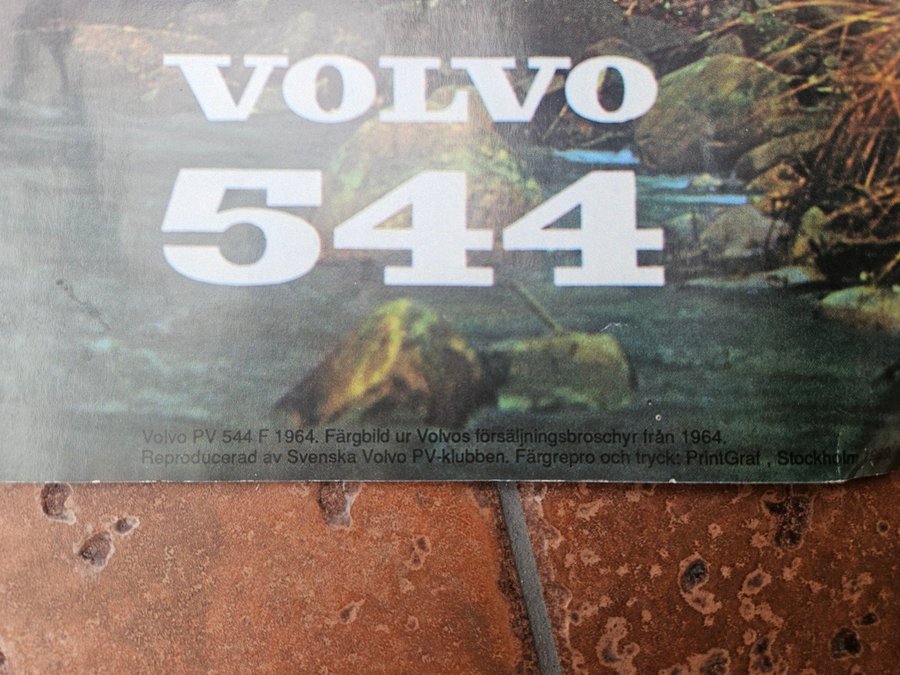 VOLVO
544
Volvo PV 544 F 1964. Färgbild ur Volvos försäljningsbroschyr från 1964.
Reproducerad av Svenska Volvo PV-klubben. Färgrepro och tryck: PrintGraf , Stockholm